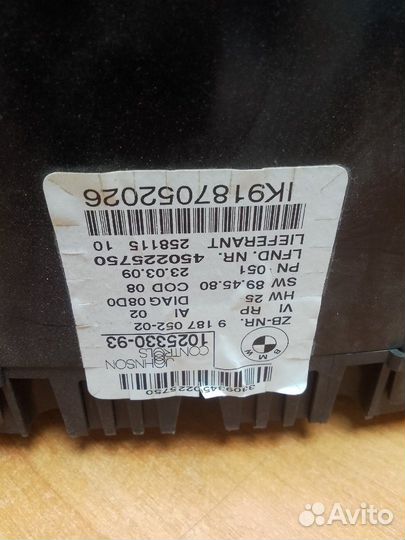 3309345022575​0
JOHNSON
CONTROLS
1025330-93
BMW
ZB-NR. 9 187 052-02
VI RP AI 02
HW 25 DIAG 08D0
SW 89.45.80 COD 08
PN 051 23.03.09
LFND. NR. 450225750
LIEFERANT 258115 10
IK9187052026
Avito